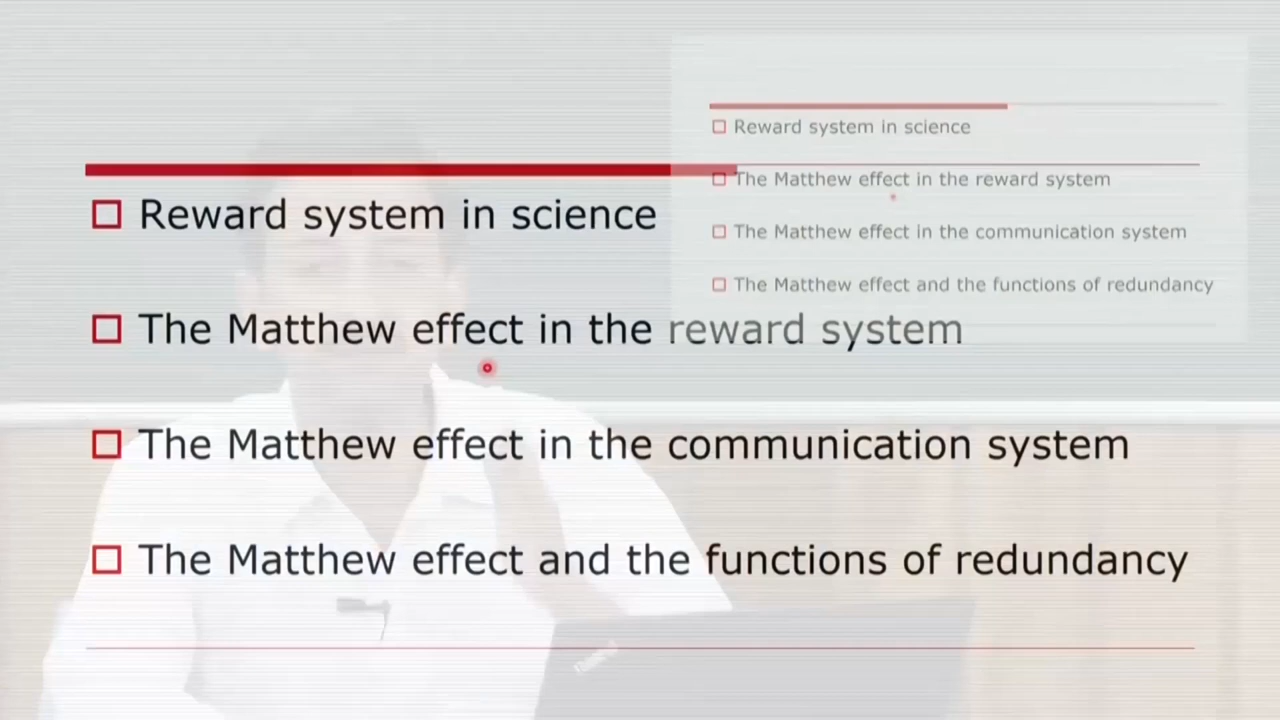 Reward system in science
The Matthew effect in the reward system
The Matthew effect in the communication system
The Matthew effect and the functions of redundancy
Reward system in science
The Matthew effect in the reward system
The Matthew effect in the communication system
The Matthew effect and the functions of redundancy